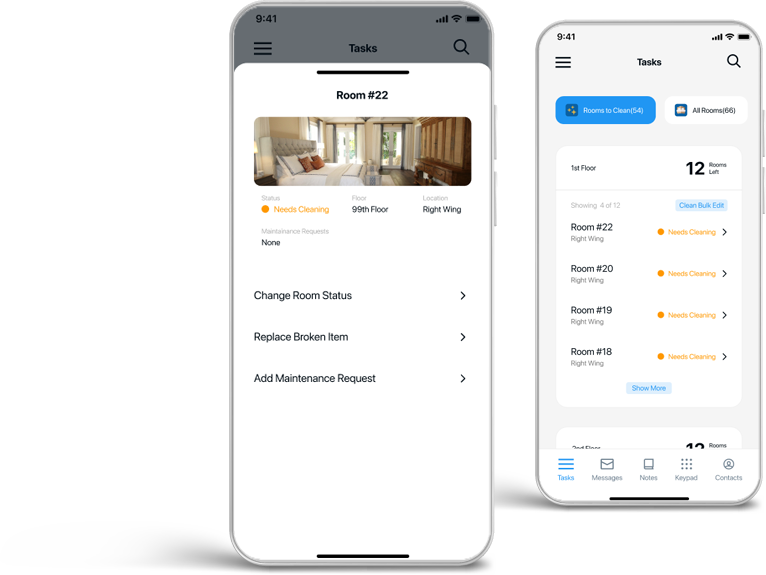 9:41
Tasks
Room #22
Status
Needs Cleaning
Floor
99th Floor
Location
Right Wing
Maintainance Requests
None
Change Room Status
Replace Broken Item
Add Maintenance Request
9:41
Tasks
Rooms to Clean(54)
All Rooms(66)
1st Floor
12
Rooms
Left
Showing 4 of 12
Clean Bulk Edit
Room #22
Right Wing
Needs Cleaning
Room #20
Right Wing
Needs Cleaning
Room #19
Right Wing
Needs Cleaning
Room #18
Right Wing
Needs Cleaning
Show More
2nd Floor
12
Rooms
Tasks
Messages
Notes
Keypad
Contacts